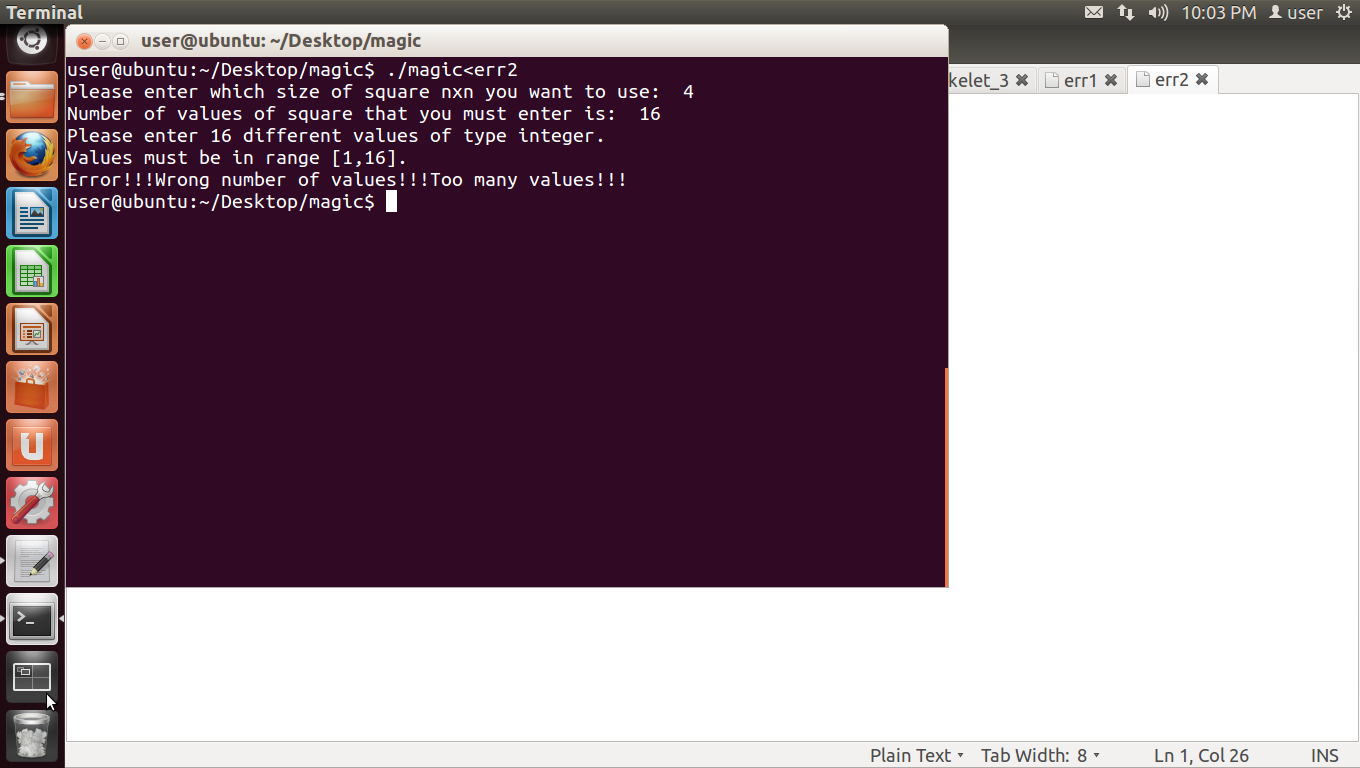 Terminal
10:03 PM user
user@ubuntu: ~/Desktop/magic
kelet_3 err1 err2
user@ubuntu:~/Desktop/magic$ ./magic<err2
Please enter which size of square nxn you want to use:  4
Number of values of square that you must enter is:  16
Please enter 16 different values of type integer.
Values must be in range [1,16].
Error!!!Wrong number of values!!!Too many values!!!
user@ubuntu:~/Desktop/magic$
Plain Text Tab Width: 8 Ln 1, Col 26 INS